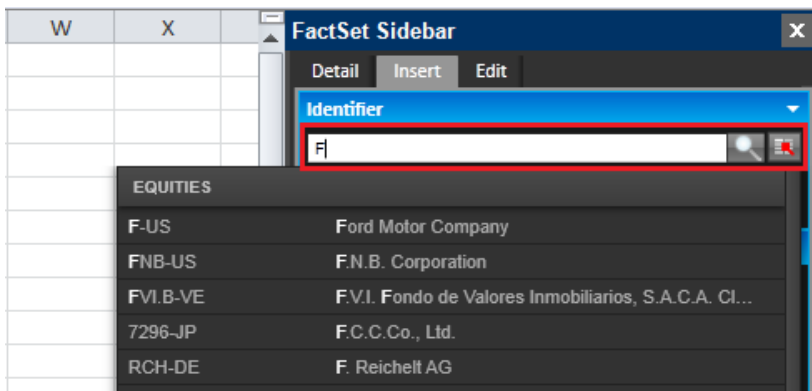 W X FactSet Sidebar
Detail Insert Edit
Identifier
F
EQUITIES
F-US Ford Motor Company
FNB-US F.N.B. Corporation
FVI.B-VE F.V.I. Fondo de Valores Inmobiliarios, S.A.C.A. Cl...
7296-JP F.C.C.Co., Ltd.
RCH-DE F. Reichelt AG